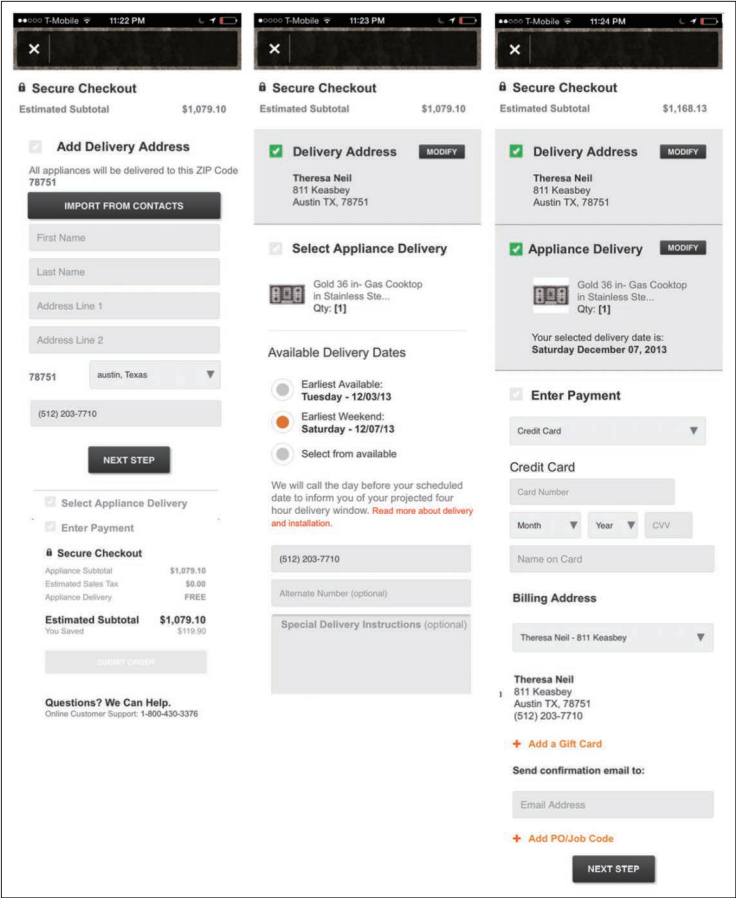 T-Mobile 11:22 PM
×
Secure Checkout
Estimated Subtotal $1,079.10
Add Delivery Address
All appliances will be delivered to this ZIP Code
78751
IMPORT FROM CONTACTS
First Name
Last Name
Address Line 1
Address Line 2
78751 austin, Texas
(512) 203-7710
NEXT STEP
Select Appliance Delivery
Enter Payment
Secure Checkout
Appliance Subtotal $1,079.10
Estimated Sales Tax $0.00
Appliance Delivery FREE
Estimated Subtotal $1,079.10
You Saved $119.90
SUBMIT ORDER
Questions? We Can Help.
Online Customer Support: 1-800-430-3376
T-Mobile 11:23 PM
×
Secure Checkout
Estimated Subtotal $1,079.10
Delivery Address MODIFY
Theresa Neil
811 Keasbey
Austin TX, 78751
Select Appliance Delivery
Gold 36 in- Gas Cooktop
in Stainless Ste...
Qty: [1]
Available Delivery Dates
Earliest Available:
Tuesday - 12/03/13
Earliest Weekend:
Saturday - 12/07/13
Select from available
We will call the day before your scheduled
date to inform you of your projected four
hour delivery window. Read more about delivery
and installation.
(512) 203-7710
Alternate Number (optional)
Special Delivery Instructions (optional)
T-Mobile 11:24 PM
×
Secure Checkout
Estimated Subtotal $1,168.13
Delivery Address MODIFY
Theresa Neil
811 Keasbey
Austin TX, 78751
Appliance Delivery MODIFY
Gold 36 in- Gas Cooktop
in Stainless Ste...
Qty: [1]
Your selected delivery date is:
Saturday December 07, 2013
Enter Payment
Credit Card
Credit Card
Card Number
Month Year CVV
Name on Card
Billing Address
Theresa Neil - 811 Keasbey
Theresa Neil
811 Keasbey
Austin TX, 78751
(512) 203-7710
+ Add a Gift Card
Send confirmation email to:
Email Address
+ Add PO/Job Code
NEXT STEP